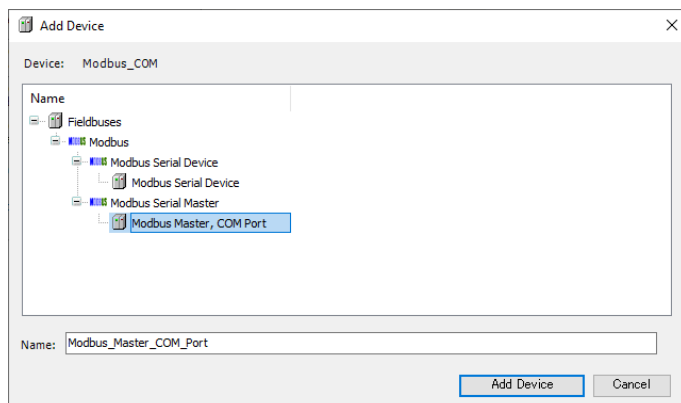 Add Device
Device: Modbus_COM
Name
Fieldbuses
Modbus
Modbus Serial Device
Modbus Serial Device
Modbus Serial Master
Modbus Master, COM Port
Name: Modbus_Master_COM_Port
Add Device Cancel